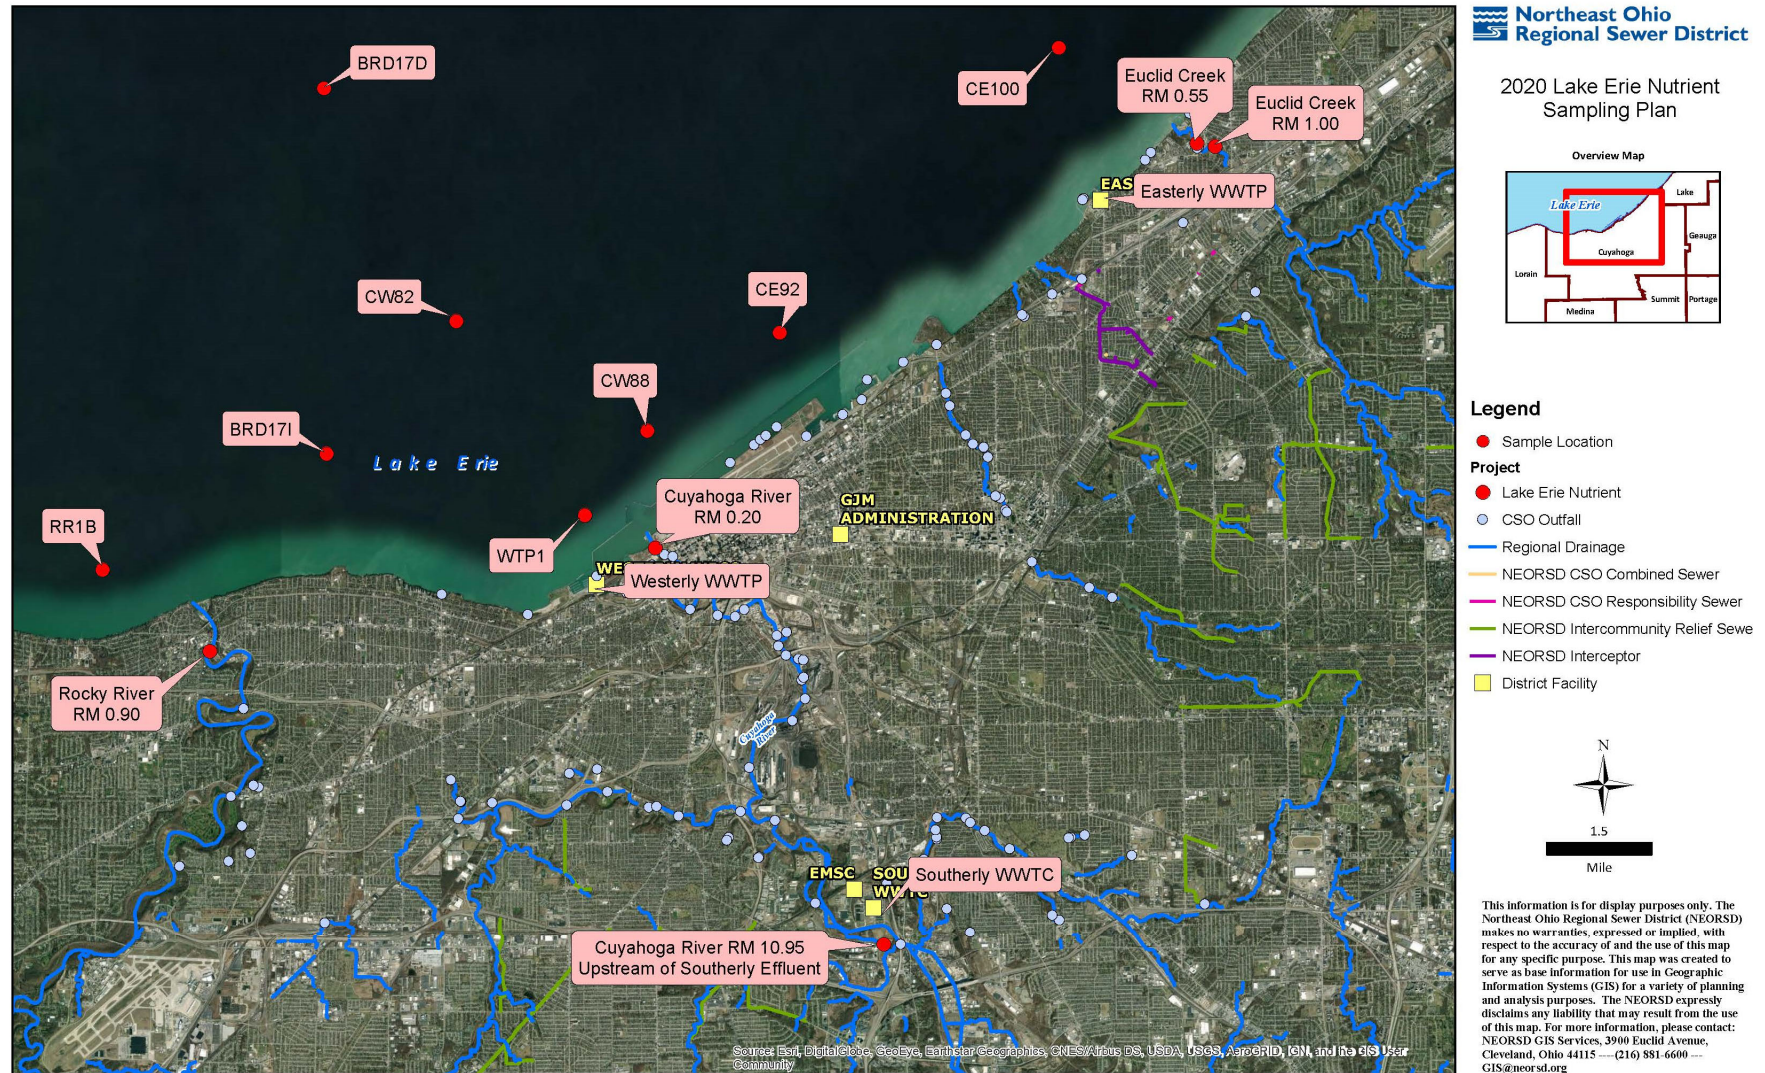 BRD17D
CE100
Euclid Creek
RM 0.55
Euclid Creek
RM 1.00
EAS
Easterly WWTP
CW82
CE92
CW88
BRD17I
Lake Erie
Cuyahoga River
RM 0.20
GJM
ADMINISTRATION
RR1B
WTP1
WE
Westerly WWTP
Rocky River
RM 0.90
Cuyahoga
River
EMSC
SOU
WWTC
Southerly WWTC
Cuyahoga River RM 10.95
Upstream of Southerly Effluent
Source: Esri, DigitalGlobe, GeoEye, Earthstar Geographics, CNES/Airbus DS, USDA, USGS, AeroGRID, IGN, and the GIS User
Community
Northeast Ohio
Regional Sewer District
2020 Lake Erie Nutrient
Sampling Plan
Overview Map
Lake
Lake Erie
Geauga
Cuyahoga
Lorain
Summit
Portage
Medina
Legend
Sample Location
Project
Lake Erie Nutrient
CSO Outfall
Regional Drainage
NEORSD CSO Combined Sewer
NEORSD CSO Responsibility Sewer
NEORSD Intercommunity Relief Sewe
NEORSD Interceptor
District Facility
N
1.5
Mile
This information is for display purposes only. The
Northeast Ohio Regional Sewer District (NEORSD)
makes no warranties, expressed or implied, with
respect to the accuracy of and the use of this map
for any specific purpose. This map was created to
serve as base information for use in Geographic
Information Systems (GIS) for a variety of planning
and analysis purposes. The NEORSD expressly
disclaims any liability that may result from the use
of this map. For more information, please contact:
NEORSD GIS Services, 3900 Euclid Avenue,
Cleveland, Ohio 44115 ----(216) 881-6600 ---
GIS@neorsd.org